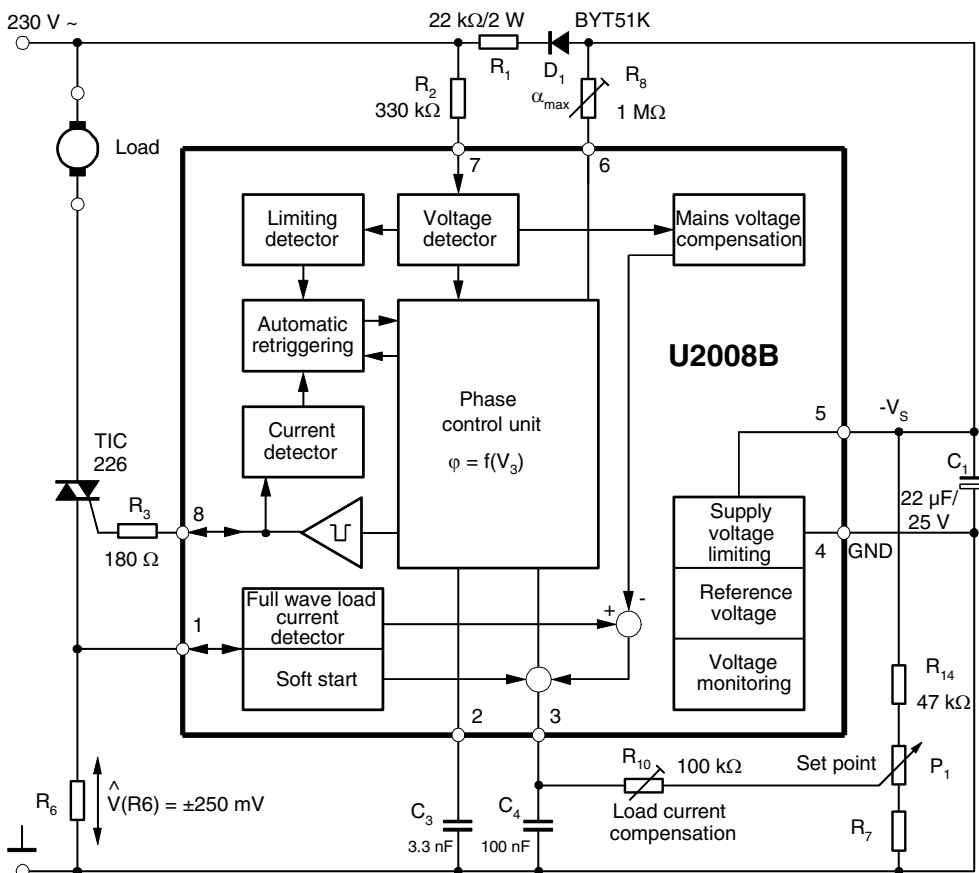 230 V ~
22 kΩ/2 W
BYT51K
R1
D1
R2
330 kΩ
αmax
R8
1 MΩ
Load
7
6
Limiting
detector
Voltage
detector
Mains voltage
compensation
Automatic
retriggering
U2008B
Phase
control unit
φ = f(V3)
Current
detector
5
-VS
TIC
226
R3
180 Ω
8
C1
22 µF/
25 V
Supply
voltage
limiting
4
GND
Reference
voltage
Voltage
monitoring
Full wave load
current
detector
Soft start
1
+
-
2
3
R14
47 kΩ
R10
100 kΩ
Set point
P1
Load current
compensation
R6
^
V(R6) = ±250 mV
C3
3.3 nF
C4
100 nF
R7